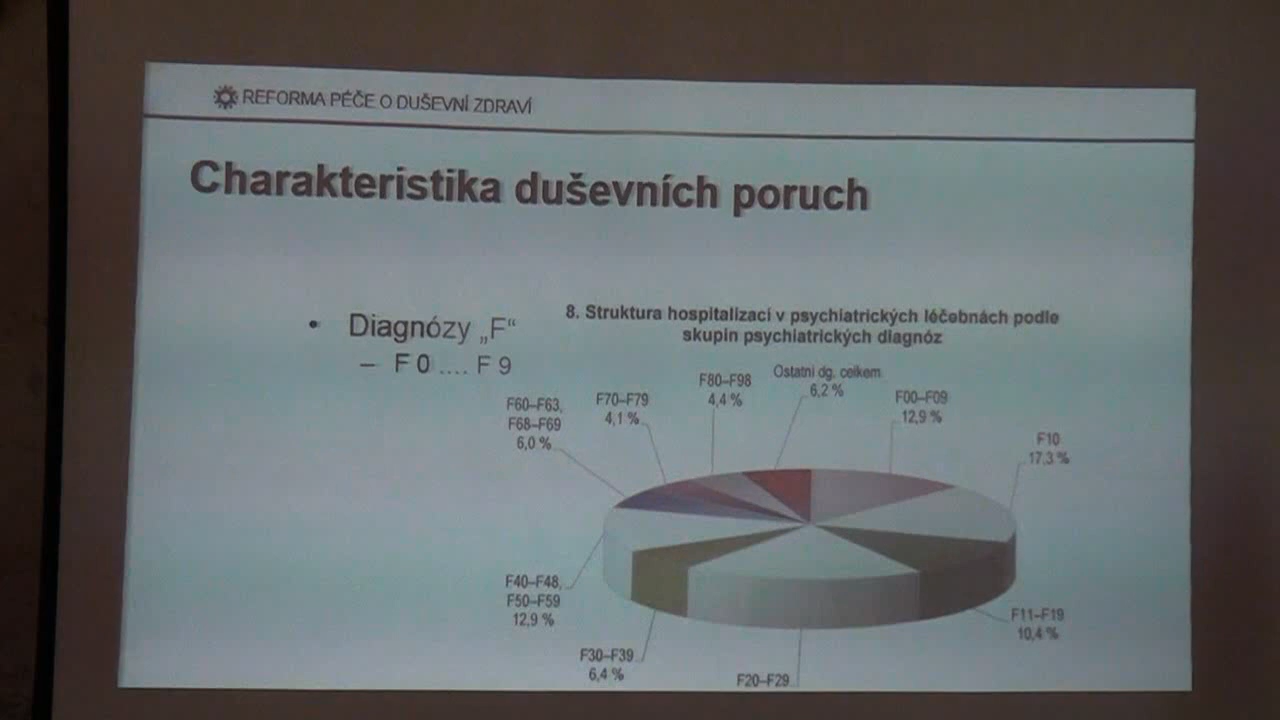 REFORMA PÉČE O DUŠEVNÍ ZDRAVÍ
Charakteristika duševních poruch
• Diagnózy „F“
– F 0 .... F 9
8. Struktura hospitalizací v psychiatrických léčebnách podle
skupin psychiatrických diagnóz
Ostatní dg. celkem
6,2 %
F80–F98
4,4 %
F70–F79
4,1 %
F60–F63,
F68–F69
6,0 %
F00–F09
12,9 %
F10
17,3 %
F40–F48,
F50–F59
12,9 %
F11–F19
10,4 %
F30–F39
6,4 %
F20–F29